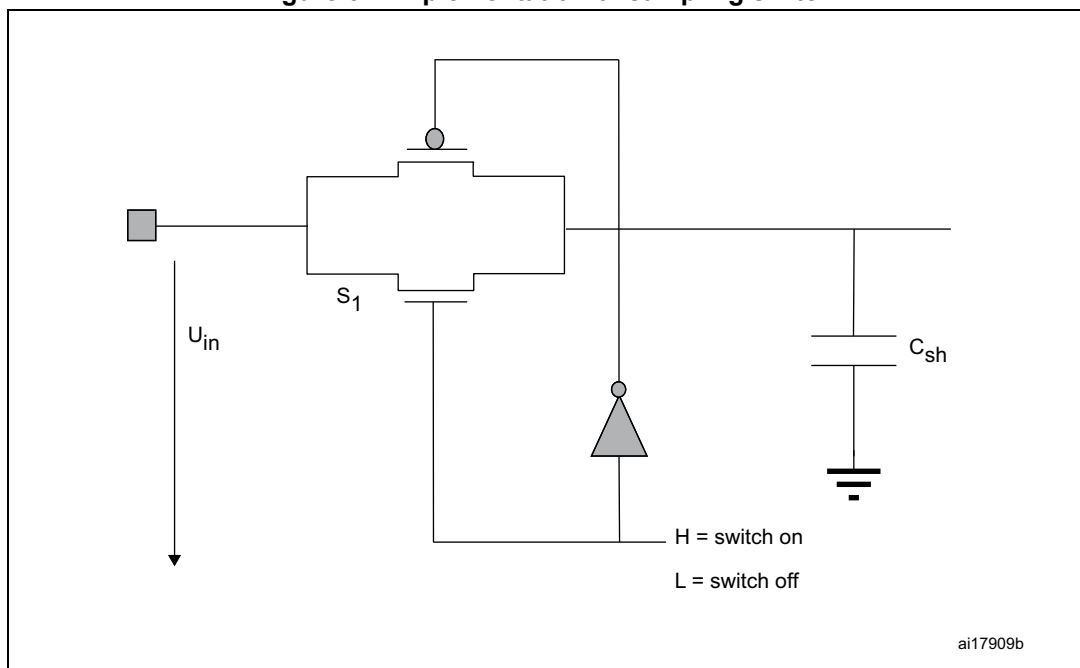 S1
Uin
Csh
H = switch on
L = switch off
ai17909b